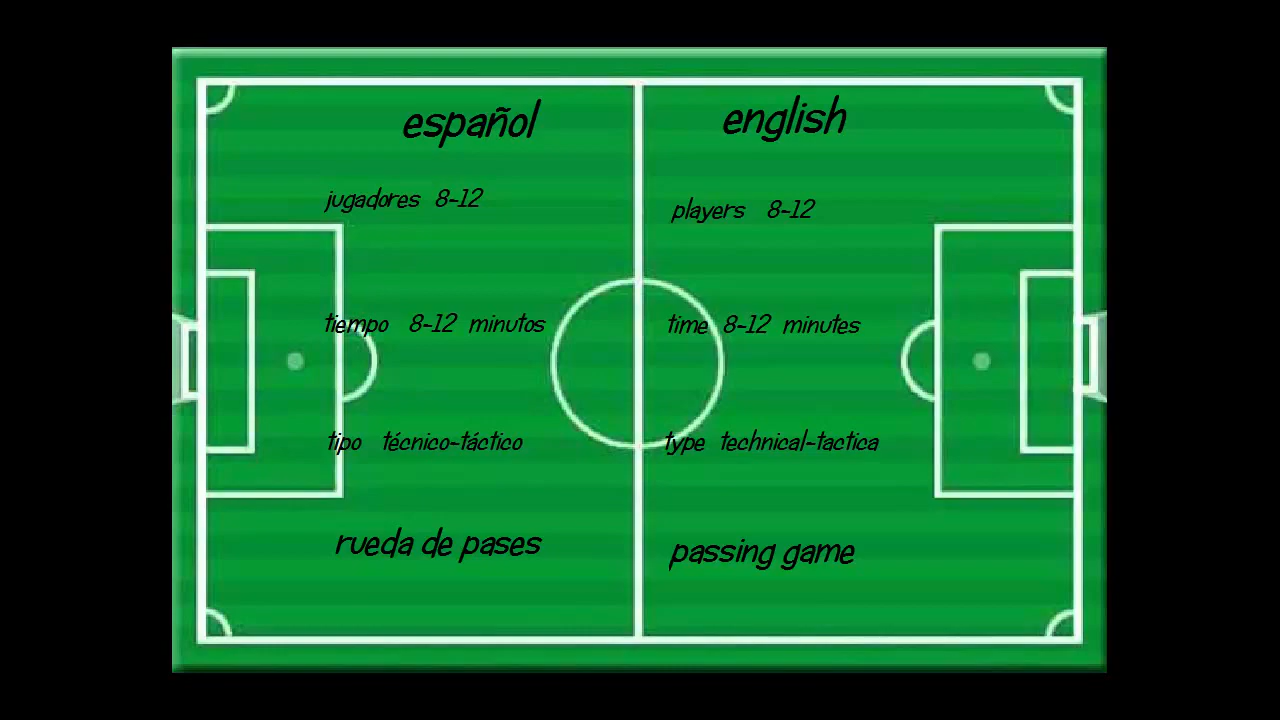 español
jugadores 8-12
tiempo 8-12 minutos
tipo técnico-táctico
rueda de pases
english
players 8-12
time 8-12 minutes
type technical-tactica
passing game